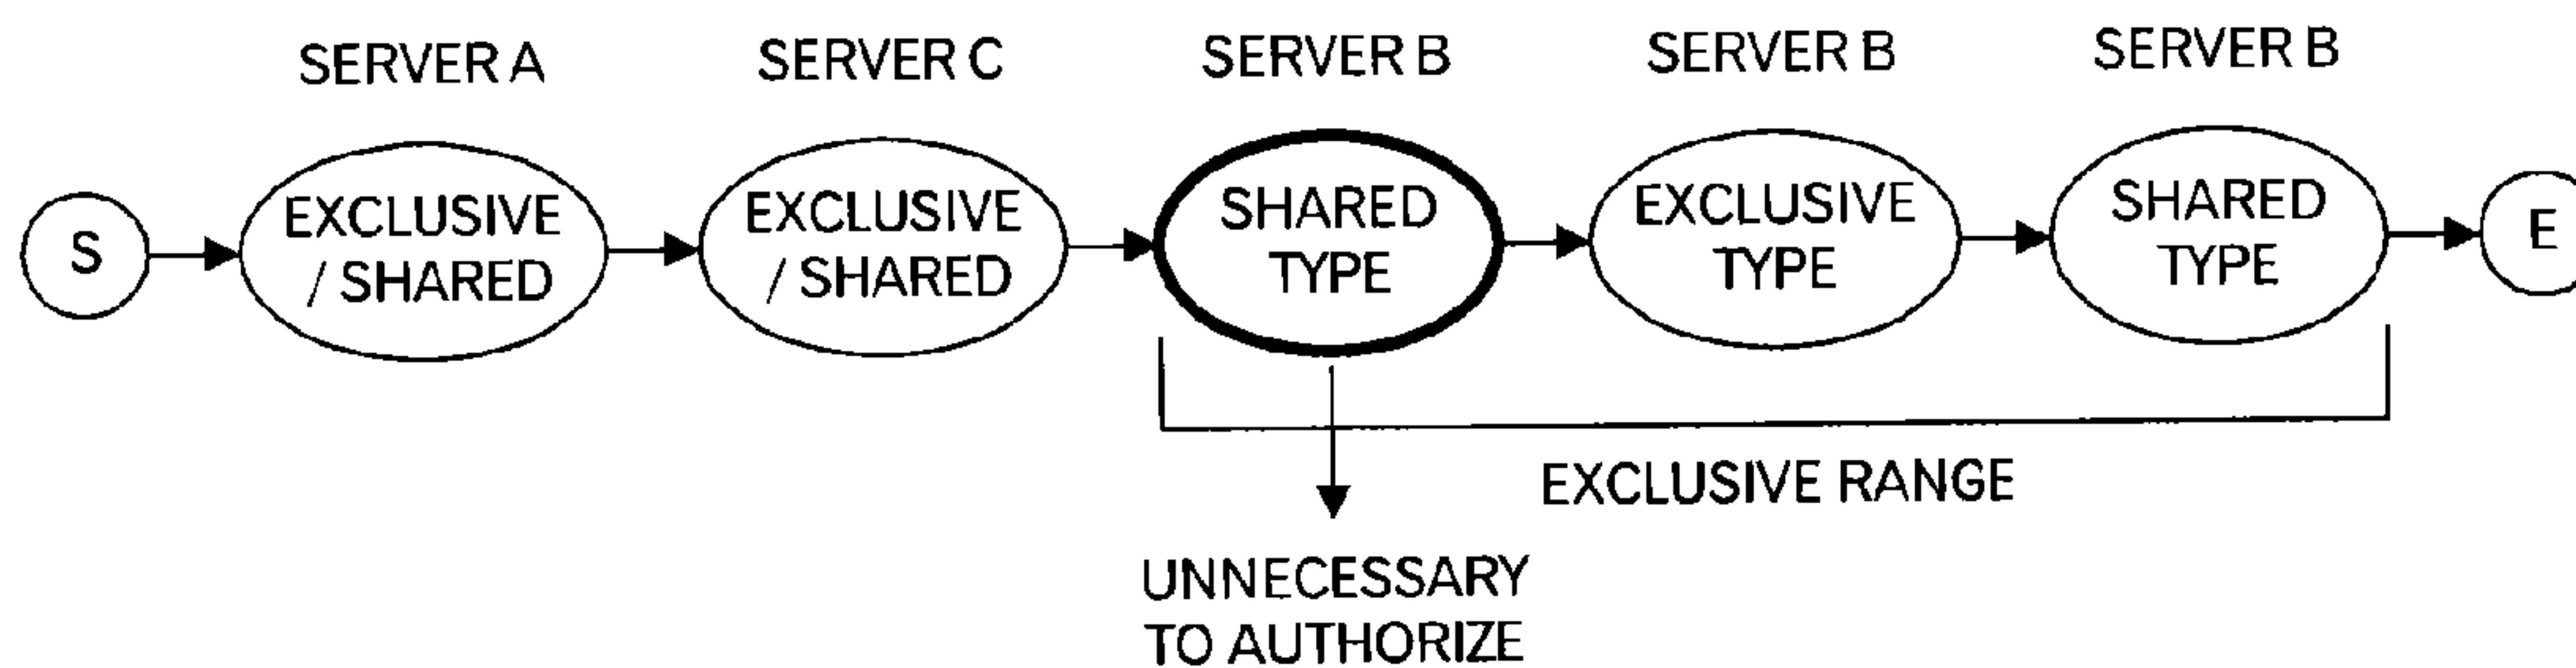 SERVER A
SERVER C
SERVER B
SERVER B
SERVER B
S
EXCLUSIVE
/ SHARED
EXCLUSIVE
/ SHARED
SHARED
TYPE
EXCLUSIVE
TYPE
SHARED
TYPE
E
EXCLUSIVE RANGE
UNNECESSARY
TO AUTHORIZE